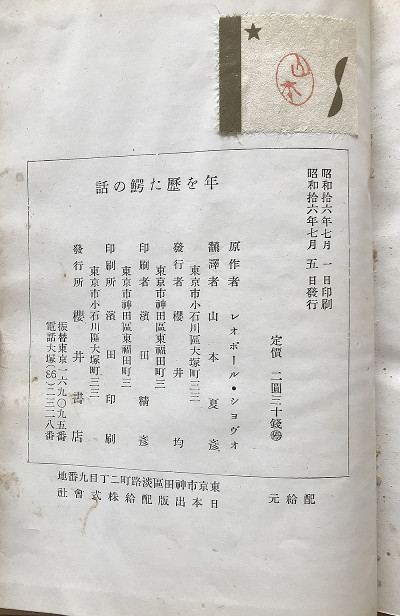 山本
昭和拾六年七月 一日印刷
昭和拾六年七月 五日發行
年を歷た鰐の話
定價 二圓三十錢
原作者 レオポール・ショヴォ
飜譯者 山本夏彥
東京市小石川區大塚町三三
發行者 櫻井均
東京市神田區東福田町三
印刷者 濱田精彥
東京市神田區東福田町三
印刷所 濱田印刷
東京市小石川區大塚町三三
發行所 櫻井書店
振替東京一六九〇九五番
電話大塚(86)二三二八番
配給元
東京市神田區淡路町二丁目九番地
日本出版配給株式會社